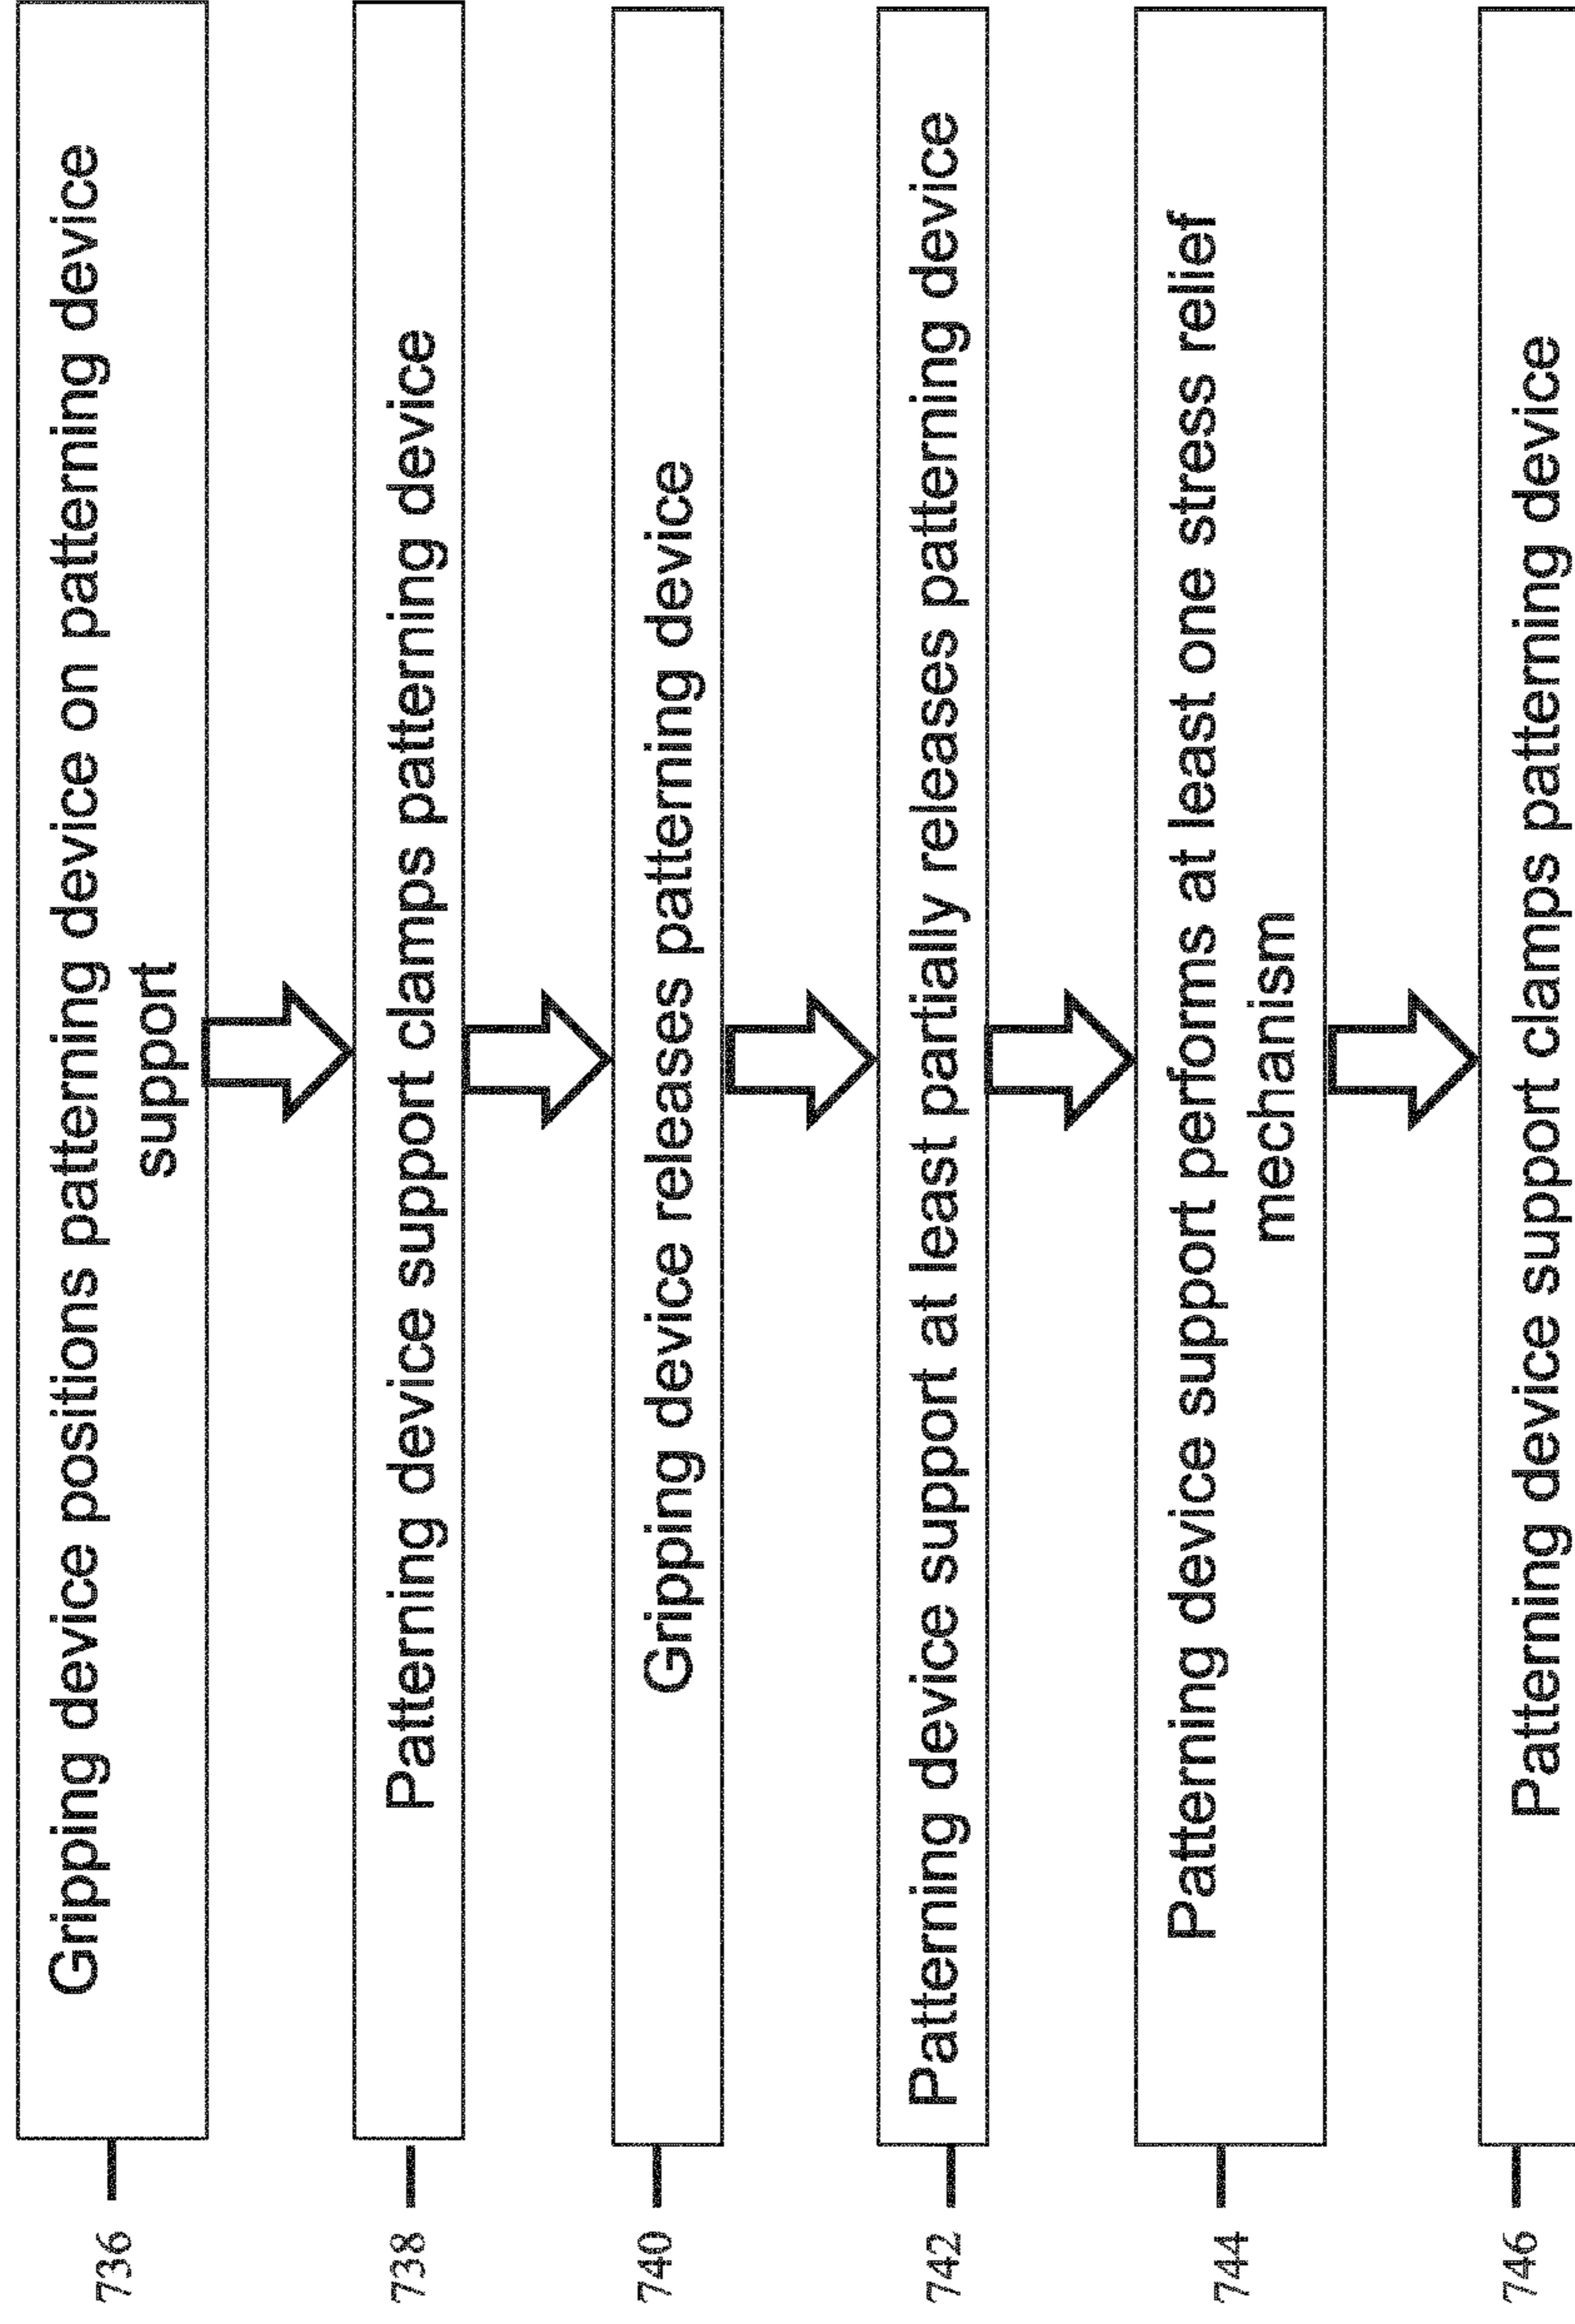 736
Gripping device positions patterning device on patterning device
support
738
Patterning device support clamps patterning device
740
Gripping device releases patterning device
742
Patterning device support at least partially releases patterning device
744
Patterning device support performs at least one stress relief
mechanism
746
Patterning device support clamps patterning device